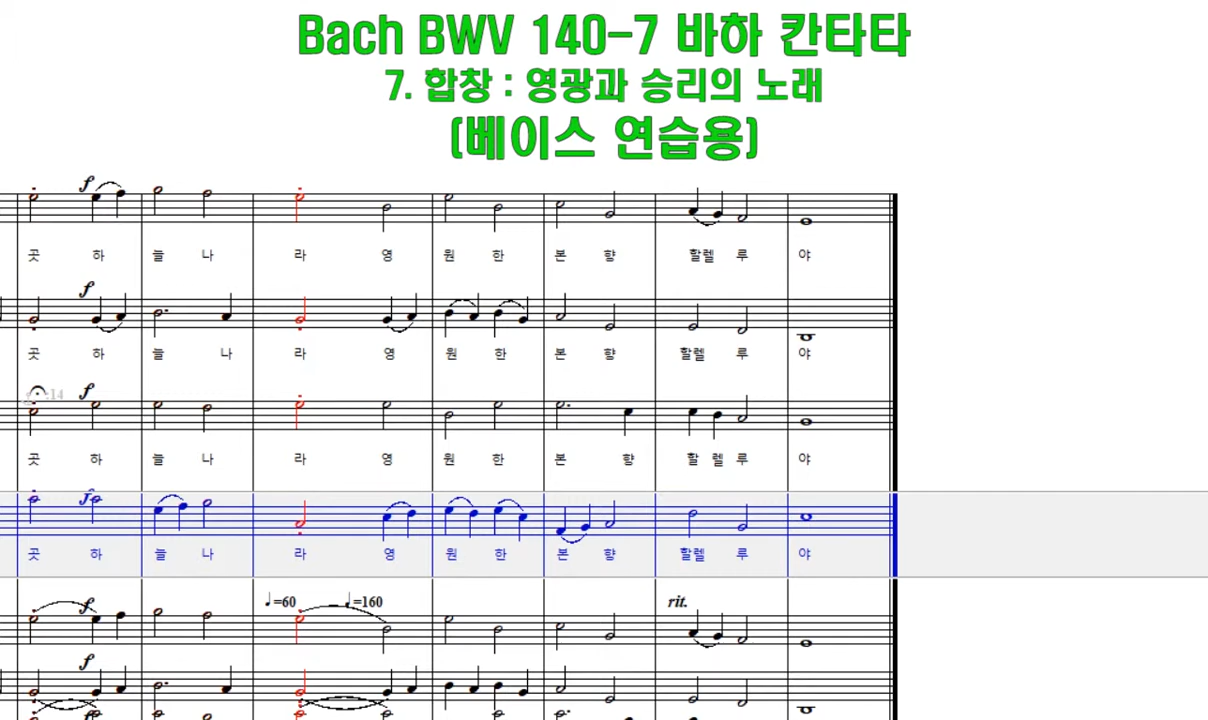 Bach BWV 140-7 바하 칸타타
7. 합창 : 영광과 승리의 노래
(베이스 연습용)
f
곳 하 늘 나 라 영 원 한 본 향 할렐 루 야
f
곳 하 늘 나 라 영 원 한 본 향 할렐 루 야
:14 f
곳 하 늘 나 라 영 원 한 본 향 할 렐 루 야
f
곳 하 늘 나 라 영 원 한 본 향 할렐 루 야
f ♩=60 ♩=160 rit.
f